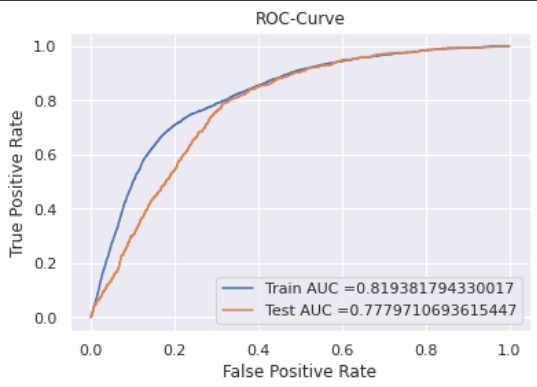 ROC-Curve
1.0
0.8
0.6
0.4
0.2
0.0
True Positive Rate
Train AUC =0.819381794330017
Test AUC =0.7779710693615447
0.0 0.2 0.4 0.6 0.8 1.0
False Positive Rate